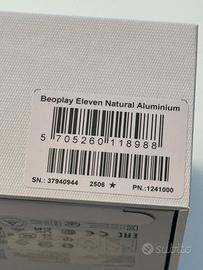 Beoplay Eleven Natural Aluminium
5 705260 118988
SN.: 37940944 2506 ★ PN.:1241000
subito